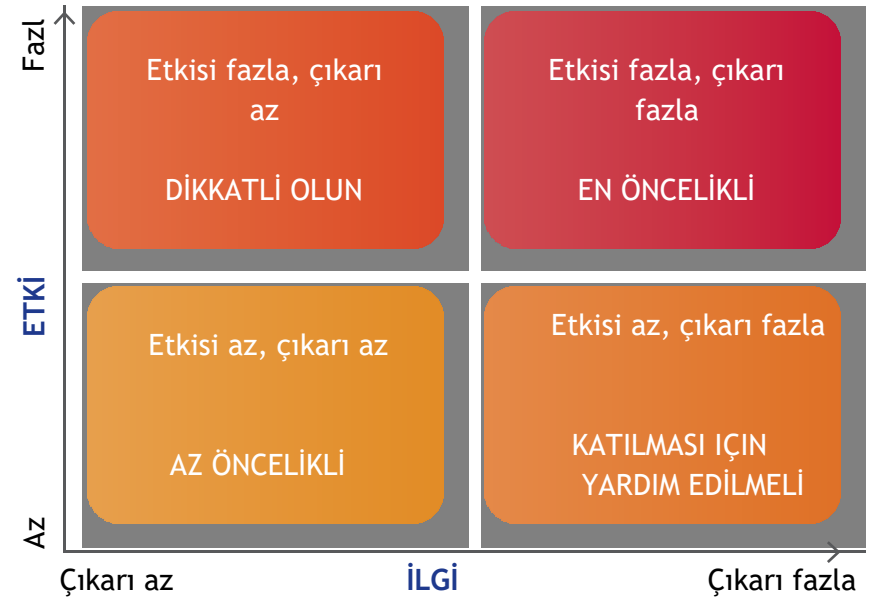 Fazl
Etkisi fazla, çıkarı
az
DİKKATLİ OLUN
Etkisi fazla, çıkarı
fazla
EN ÖNCELİKLİ
ETKİ
Etkisi az, çıkarı az
AZ ÖNCELİKLİ
Etkisi az, çıkarı fazla
KATILMASI IÇIN
YARDIM EDİLMELİ
Az
Çıkarı az
İLGİ
Çıkarı fazla